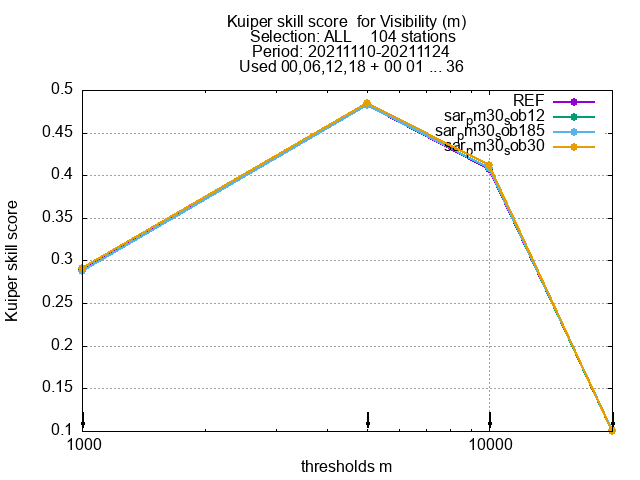 Kuiper skill score  for Visibility (m)
Selection: ALL    104 stations
Period: 20211110-20211124
Used 00,06,12,18 + 00 01 ... 36
REF
sar_pm30_sob12
sar_pm30_sob185
sar_pm30_sob30
0.5
0.45
0.4
0.35
0.3
0.25
0.2
0.15
0.1
Kuiper skill score
1000
10000
thresholds m